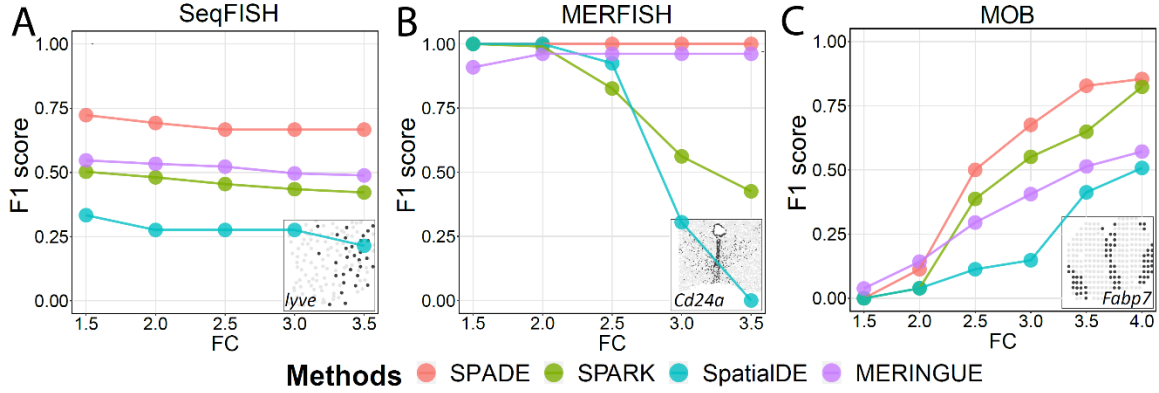 A SeqFISH
F1 score
1.00
0.75
0.50
0.25
0.00
lyve
1.5 2.0 2.5 3.0 3.5
FC
B MERFISH
F1 score
1.00
0.75
0.50
0.25
0.00
Cd24a
1.5 2.0 2.5 3.0 3.5
FC
C MOB
F1 score
1.00
0.75
0.50
0.25
0.00
Fabp7
1.5 2.0 2.5 3.0 3.5 4.0
FC
Methods SPADE SPARK SpatialDE MERINGUE